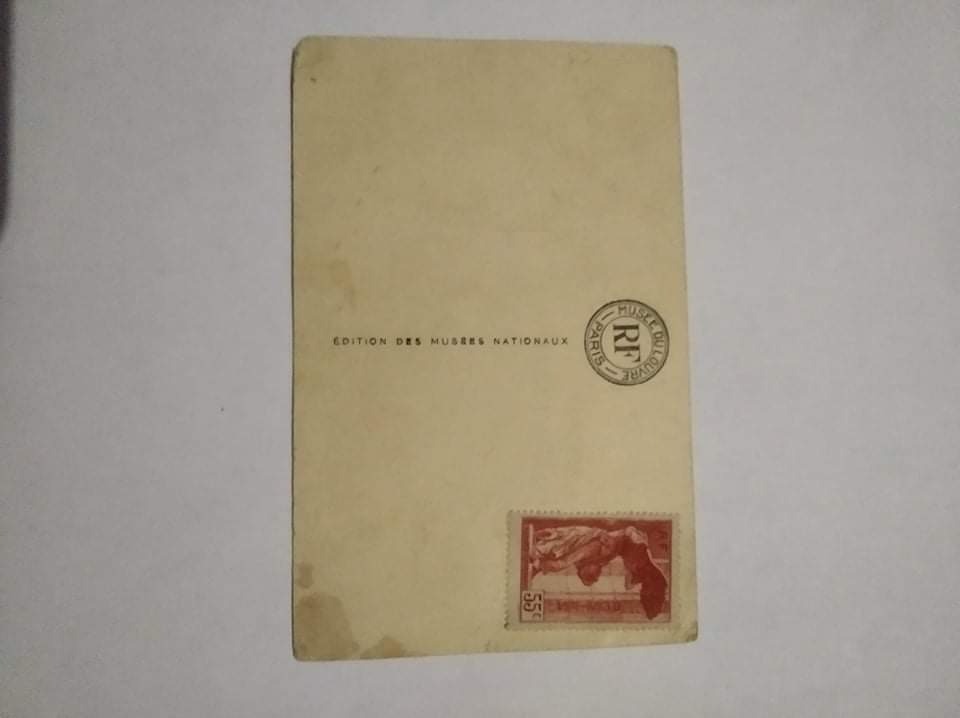 ÉDITION DES MUSÉES NATIONAUX
MUSÉE DU LOUVRE
RF
— PARIS —
55c